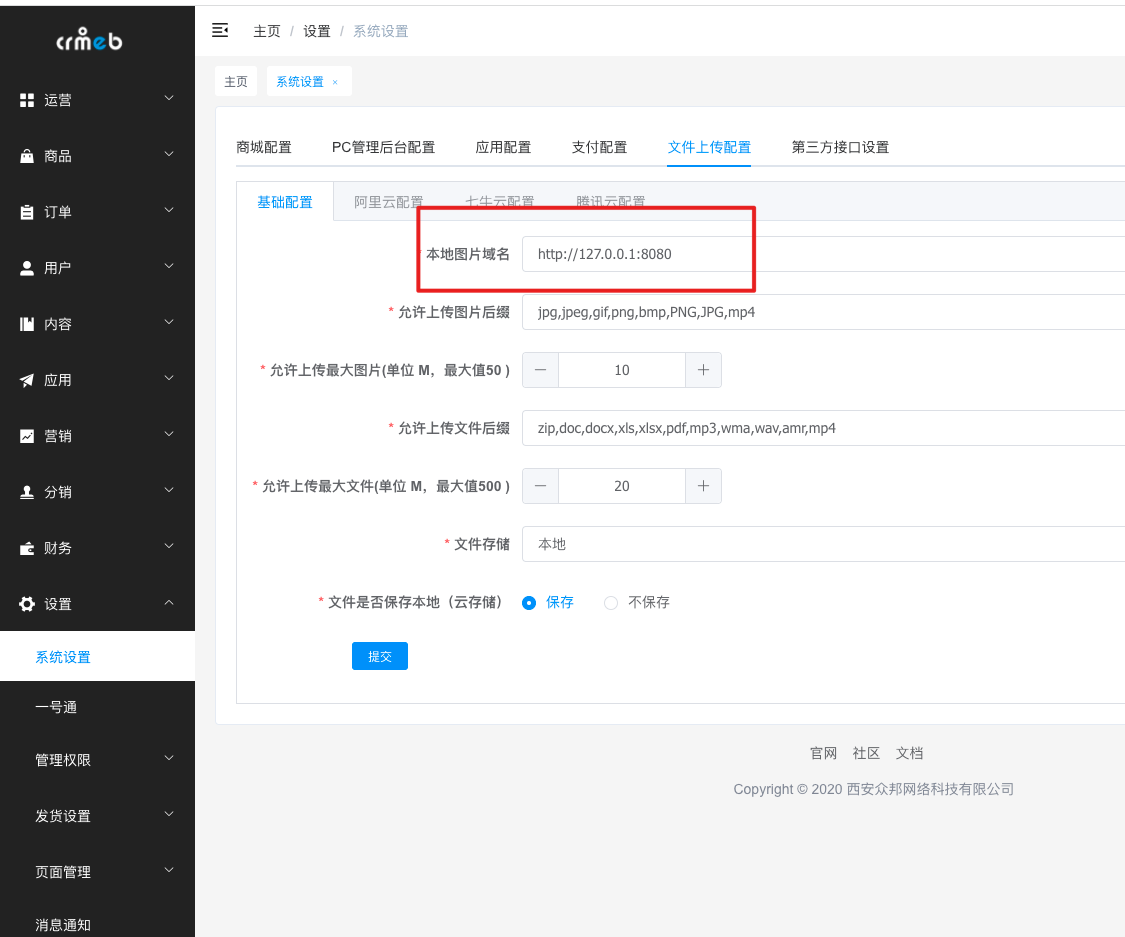 crmeb
主页 / 设置 / 系统设置
主页
系统设置 ×
运营
商品
订单
用户
内容
应用
营销
分销
财务
设置
系统设置
一号通
管理权限
发货设置
页面管理
消息通知
商城配置 PC管理后台配置 应用配置 支付配置 文件上传配置 第三方接口设置
基础配置 阿里云配置 七牛云配置 腾讯云配置
* 本地图片域名 http://127.0.0.1:8080
* 允许上传图片后缀 jpg,jpeg,gif,png,bmp,PNG,JPG,mp4
* 允许上传最大图片(单位 M，最大值50 ) — 10 +
* 允许上传文件后缀 zip,doc,docx,xls,xlsx,pdf,mp3,wma,wav,amr,mp4
* 允许上传最大文件(单位 M，最大值500 ) — 20 +
* 文件存储 本地
* 文件是否保存本地（云存储） 保存 不保存
提交
官网 社区 文档
Copyright © 2020 西安众邦网络科技有限公司